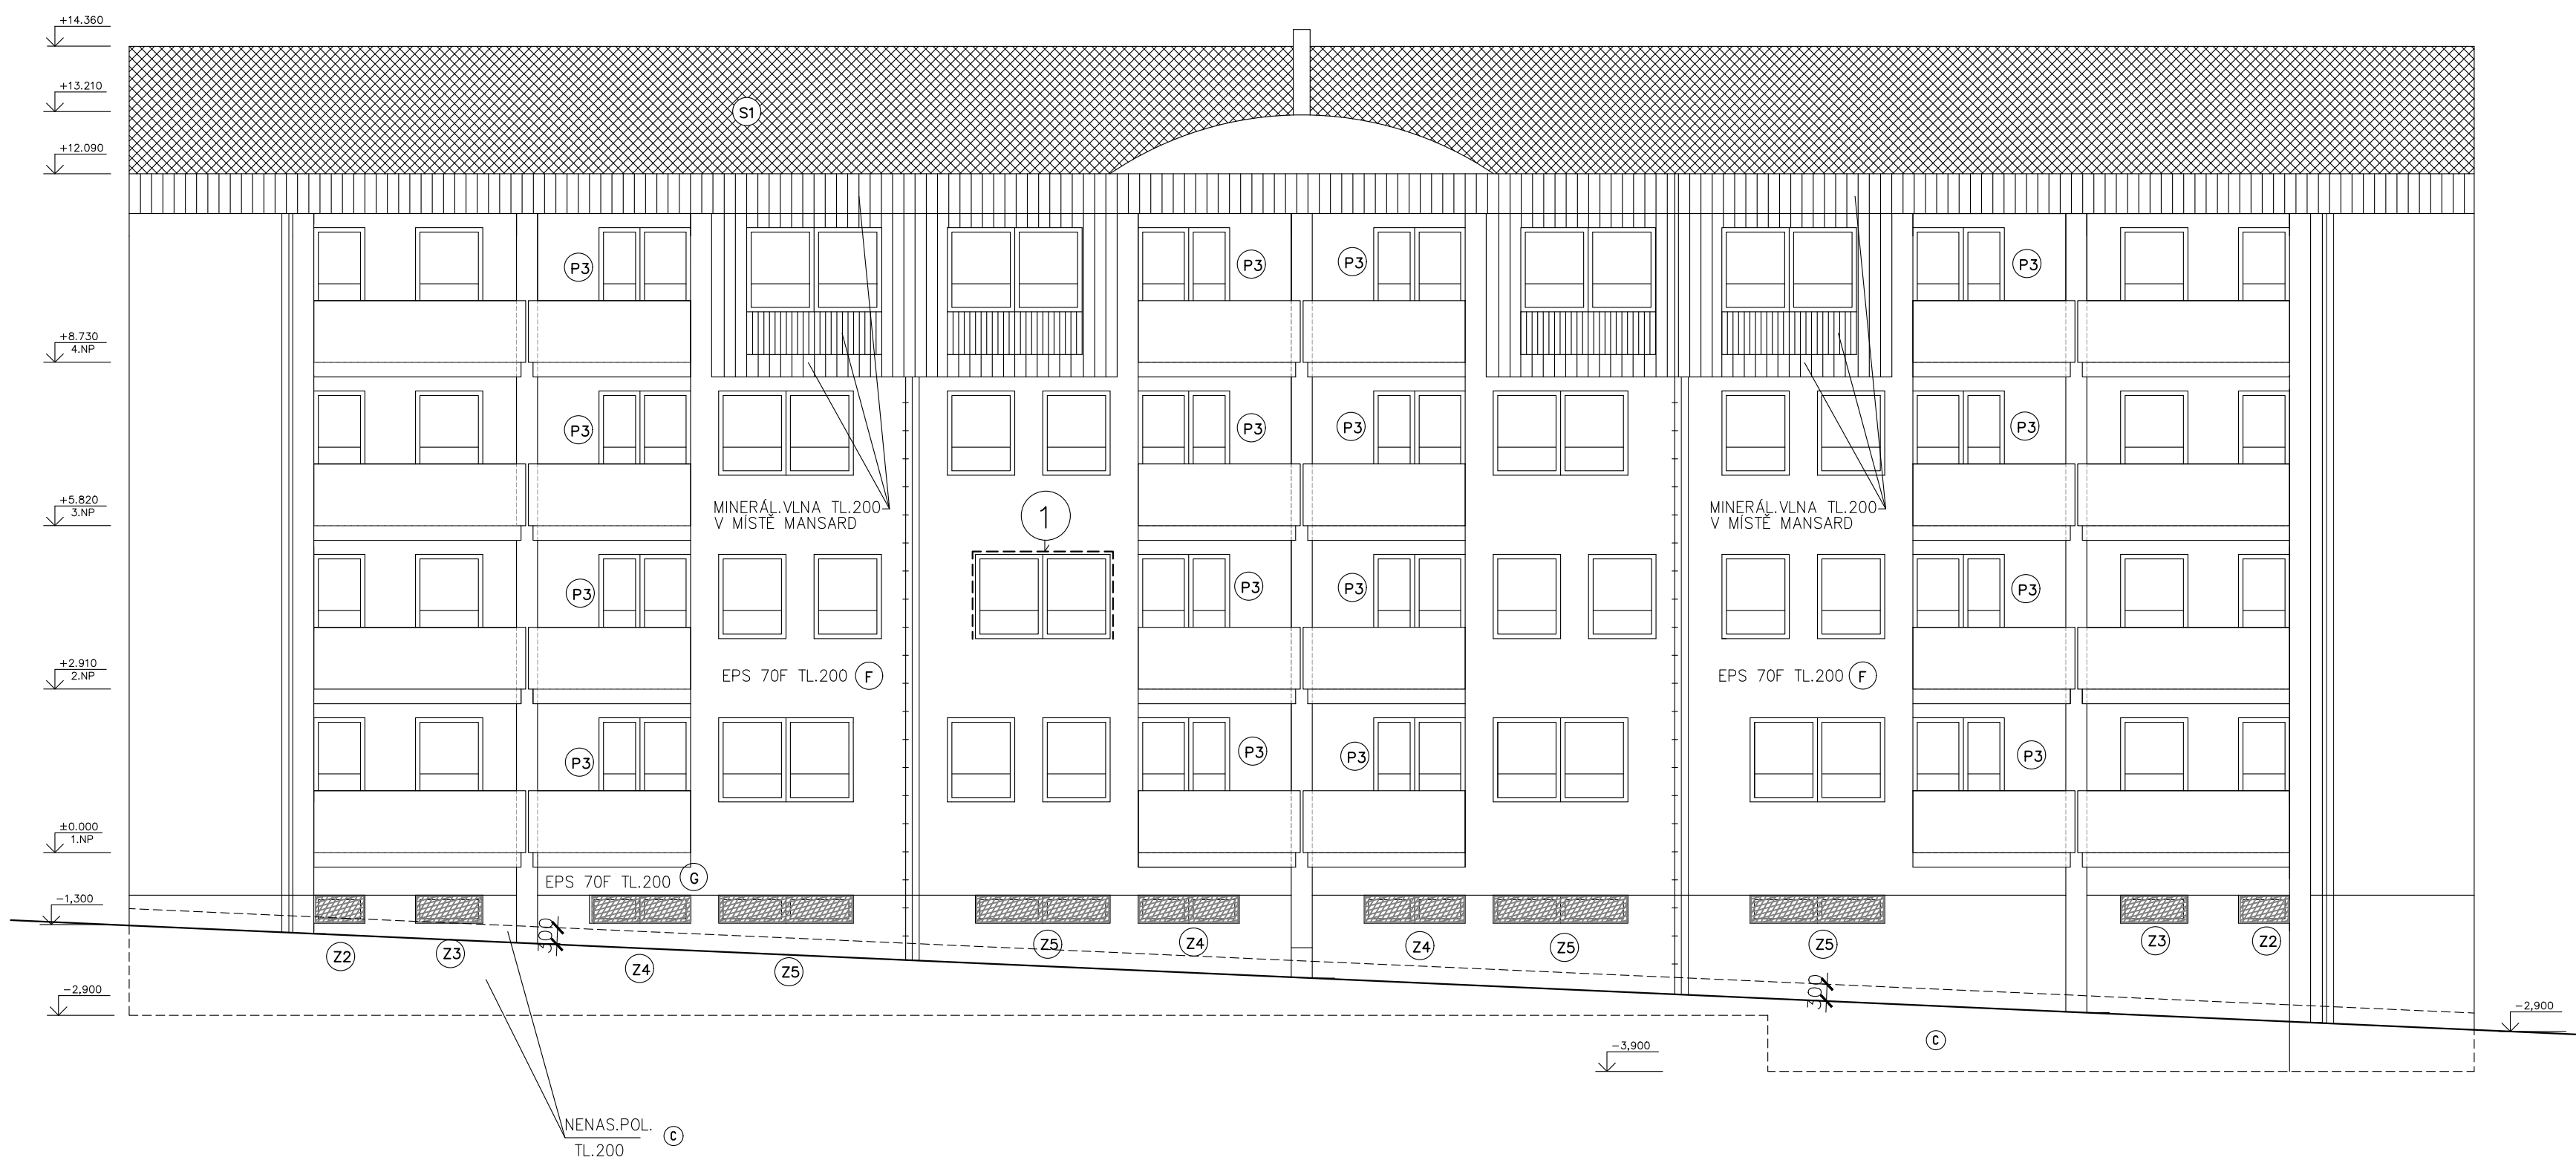 +14.360
+13.210
S1
+12.090
P3 P3 P3 P3
+8.730
4.NP
P3 P3 P3 P3
+5.820
3.NP
MINERÁL.VLNA TL.200
V MÍSTĚ MANSARD
1
MINERÁL.VLNA TL.200
V MÍSTĚ MANSARD
P3 P3 P3 P3
+2.910
2.NP
EPS 70F TL.200 F
EPS 70F TL.200 F
P3 P3 P3 P3
±0.000
1.NP
EPS 70F TL.200 G
-1,300
300
Z2 Z3 Z4 Z5 Z5 Z4 Z4 Z5 Z5 Z3 Z2
300
-2,900
-2,900
-3,900
C
NENAS.POL. C
TL.200